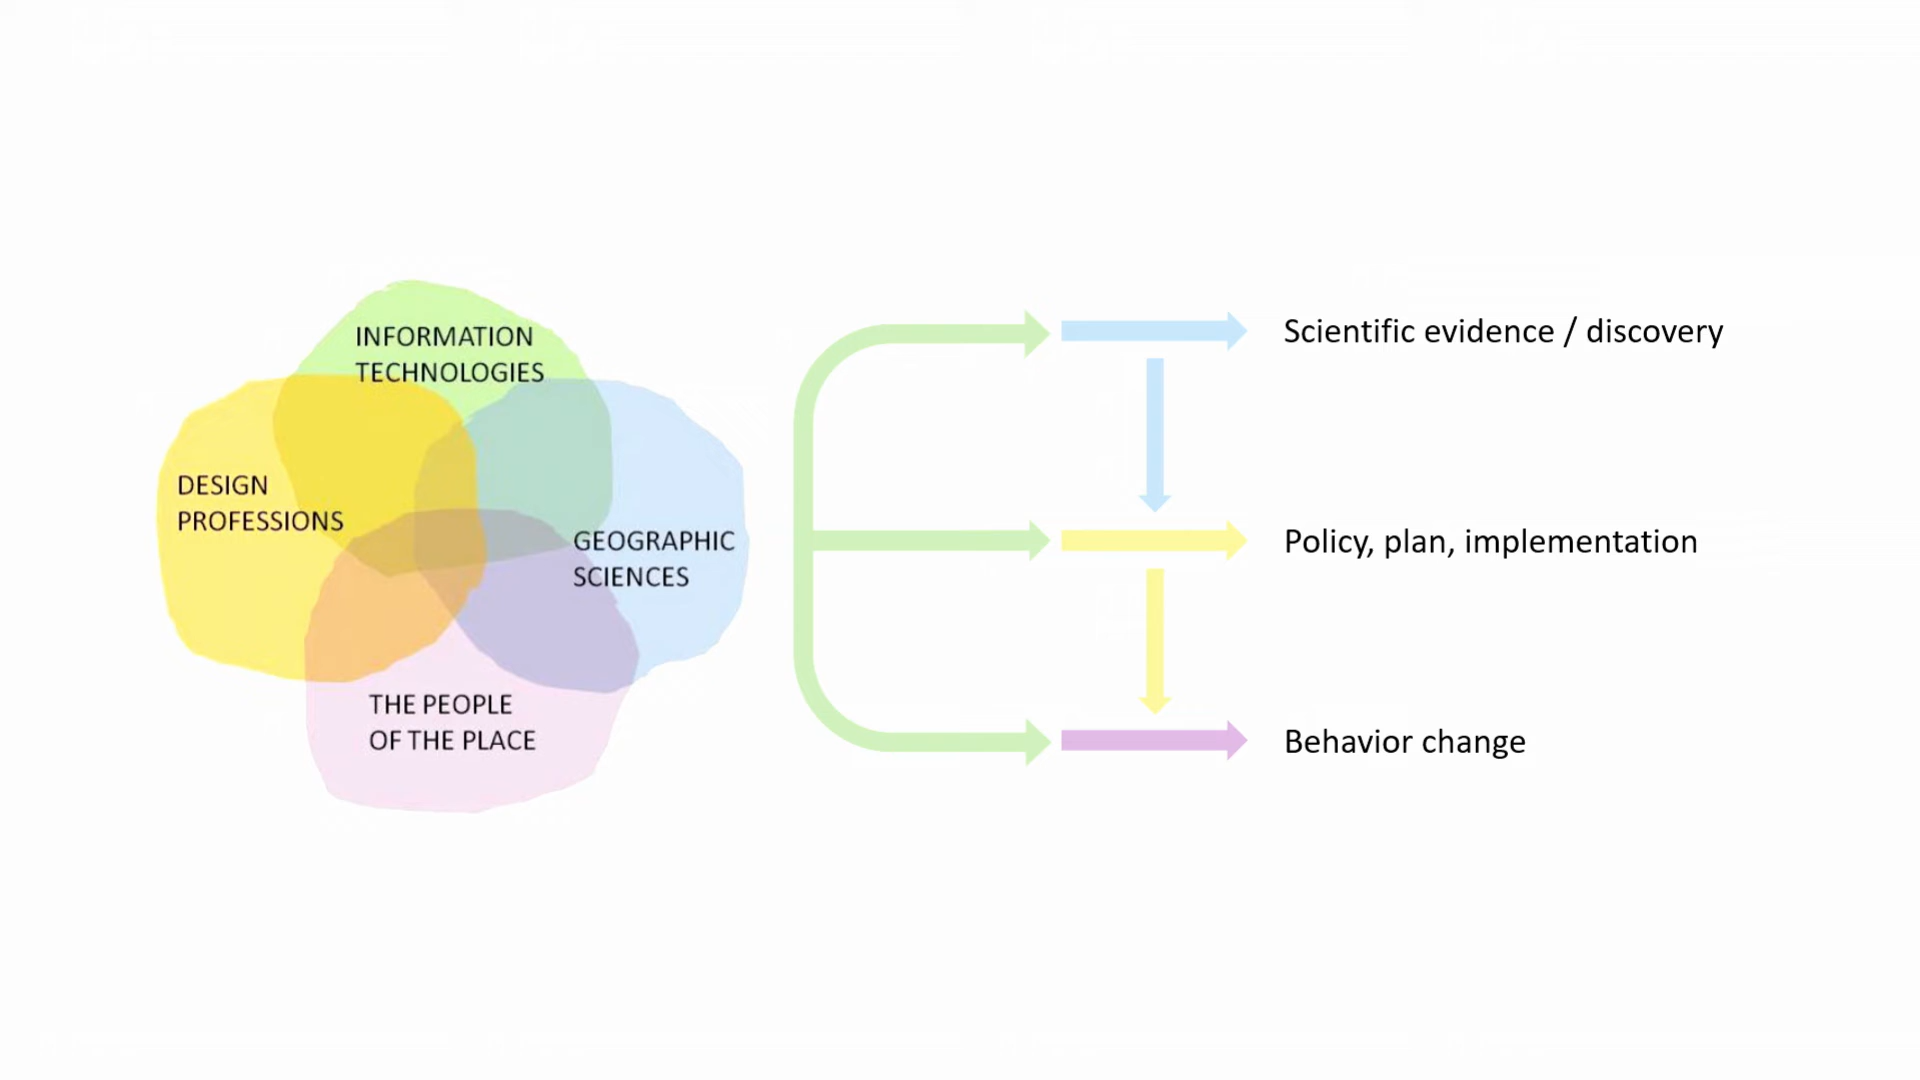 INFORMATION
TECHNOLOGIES
DESIGN
PROFESSIONS
GEOGRAPHIC
SCIENCES
THE PEOPLE
OF THE PLACE
Scientific evidence / discovery
Policy, plan, implementation
Behavior change